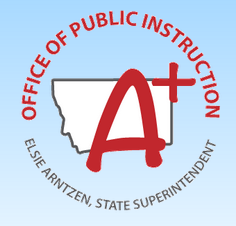 OFFICE OF PUBLIC INSTRUCTION
A+
ELSIE ARNTZEN, STATE SUPERINTENDENT